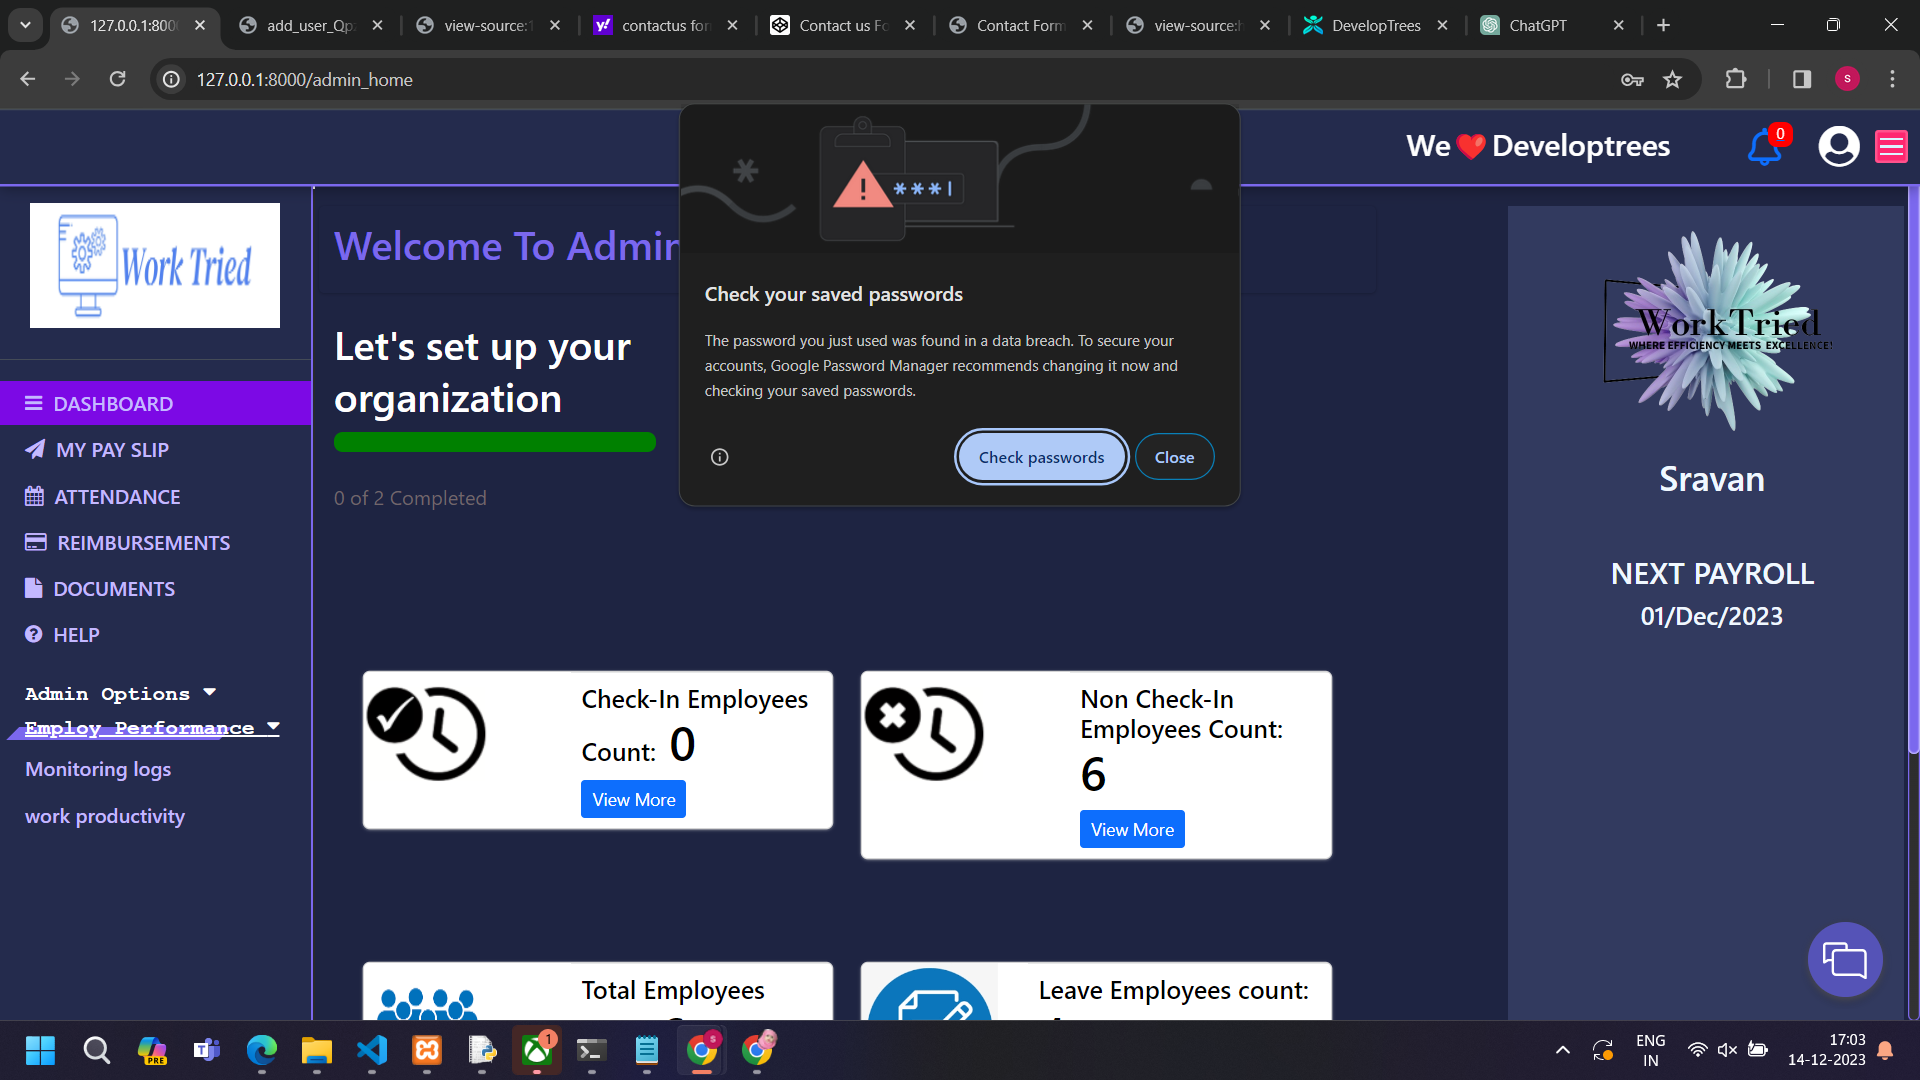 127.0.0.1:800
add_user_Qp
view-source:1
contactus for
Contact us Fo
Contact Form
view-source:h
DevelopTrees
ChatGPT
127.0.0.1:8000/admin_home
S
We ❤️ Developtrees
0
Work Tried
Welcome To Admin
Let's set up your
organization
0 of 2 Completed
DASHBOARD
MY PAY SLIP
ATTENDANCE
REIMBURSEMENTS
DOCUMENTS
HELP
Admin Options
Employ Performance
Monitoring logs
work productivity
***|
Check your saved passwords
The password you just used was found in a data breach. To secure your
accounts, Google Password Manager recommends changing it now and
checking your saved passwords.
Check passwords
Close
WorkTried
WHERE EFFICIENCY MEETS EXCELLENCE!
Sravan
NEXT PAYROLL
01/Dec/2023
Check-In Employees
Count: 0
View More
Non Check-In
Employees Count:
6
View More
Total Employees
Leave Employees count:
PRE
1
S
ENG
IN
17:03
14-12-2023